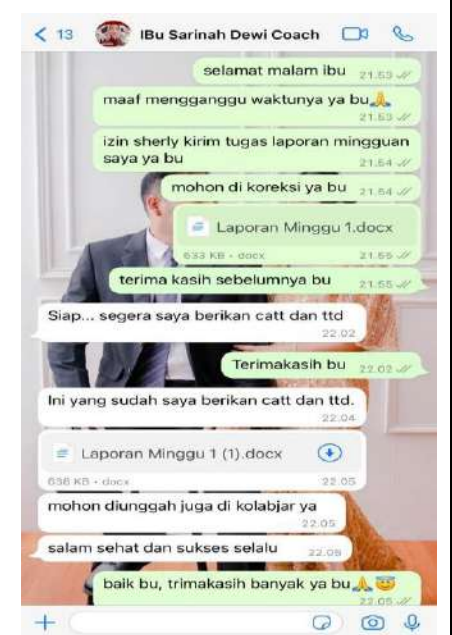 13 IBu Sarinah Dewi Coach
selamat malam ibu 21.53
maaf mengganggu waktunya ya bu🙏
21.53
izin sherly kirim tugas laporan mingguan
saya ya bu 21.54
mohon di koreksi ya bu 21.54
Laporan Minggu 1.docx
633 KB • docx 21.55
terima kasih sebelumnya bu 21.55
Siap... segera saya berikan catt dan ttd
22.02
Terimakasih bu 22.02
Ini yang sudah saya berikan catt dan ttd.
22.04
Laporan Minggu 1 (1).docx
636 KB • docx 22.05
mohon diunggah juga di kolabjar ya
22.05
salam sehat dan sukses selalu 22.05
baik bu, trimakasih banyak ya bu🙏😇
22.05